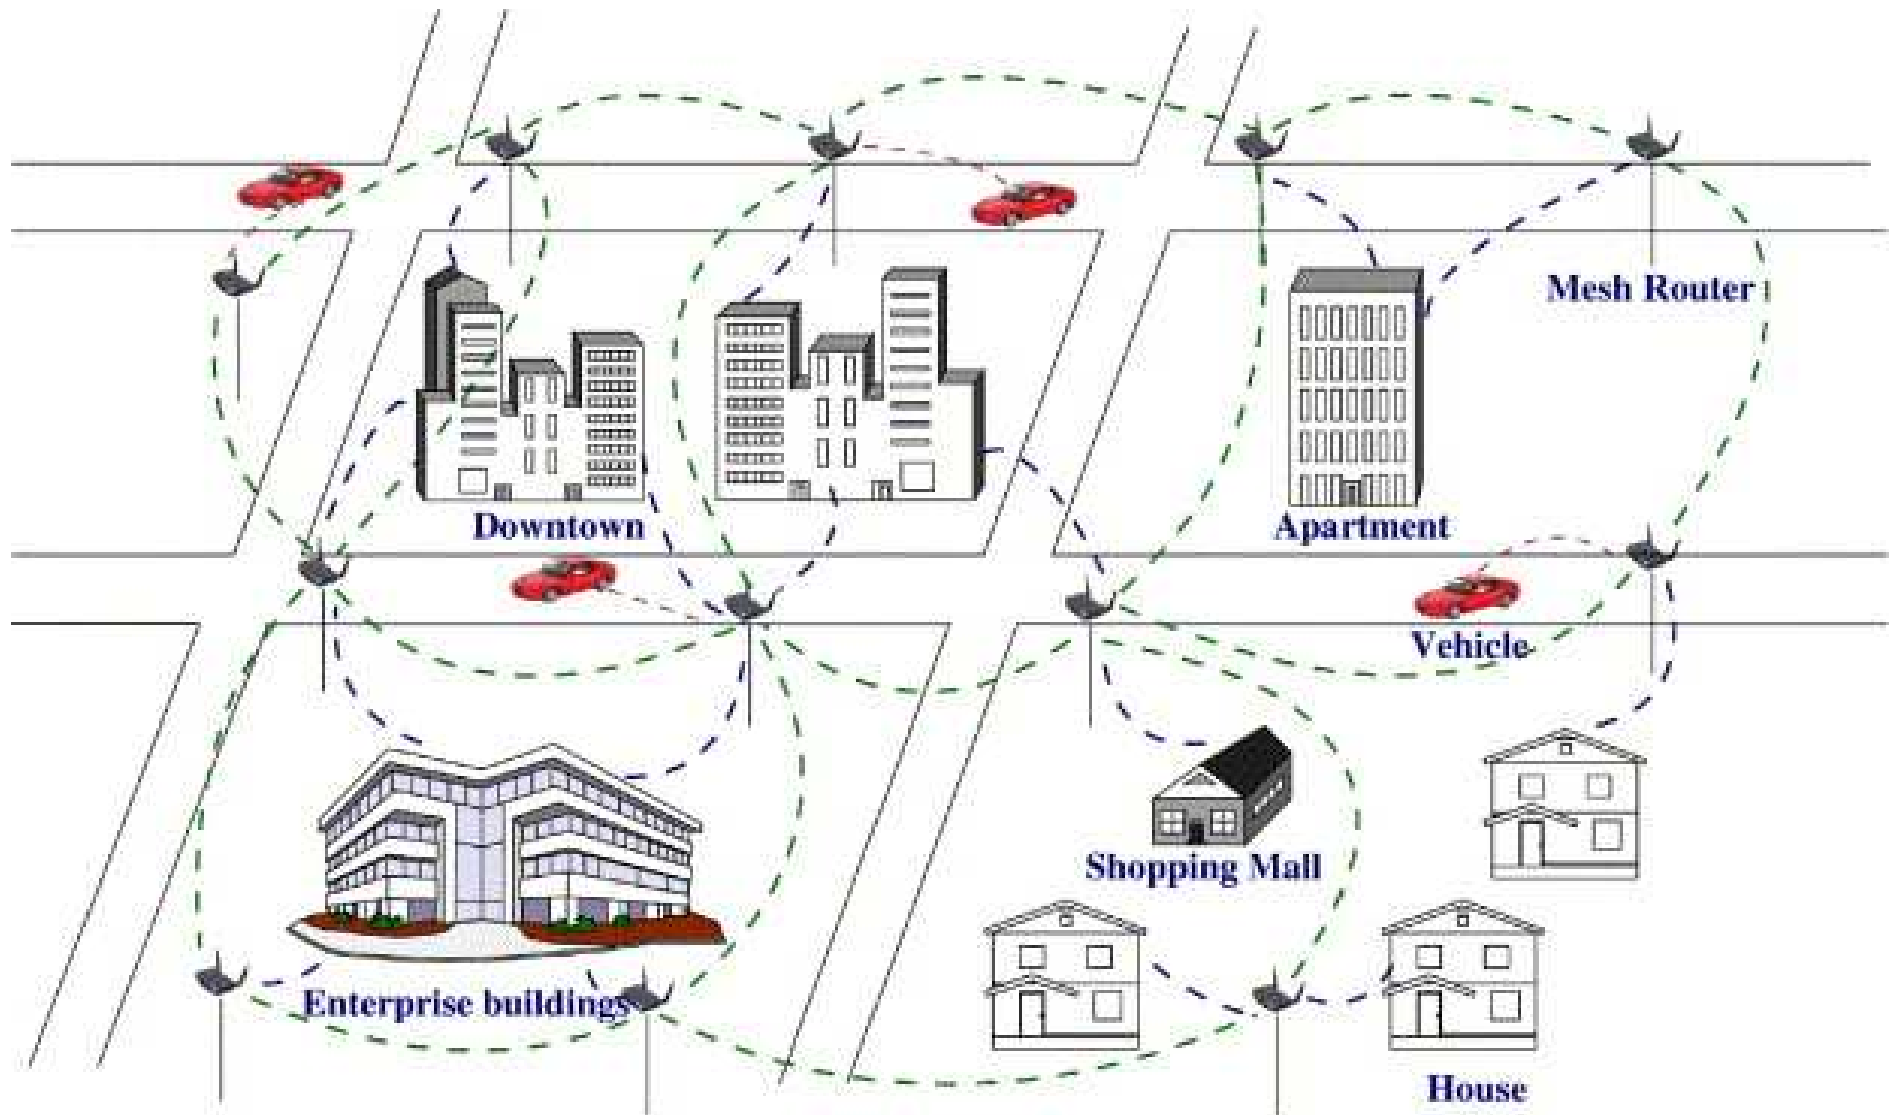 Mesh Router
Downtown
Apartment
Vehicle
Shopping Mall
Enterprise buildings
House